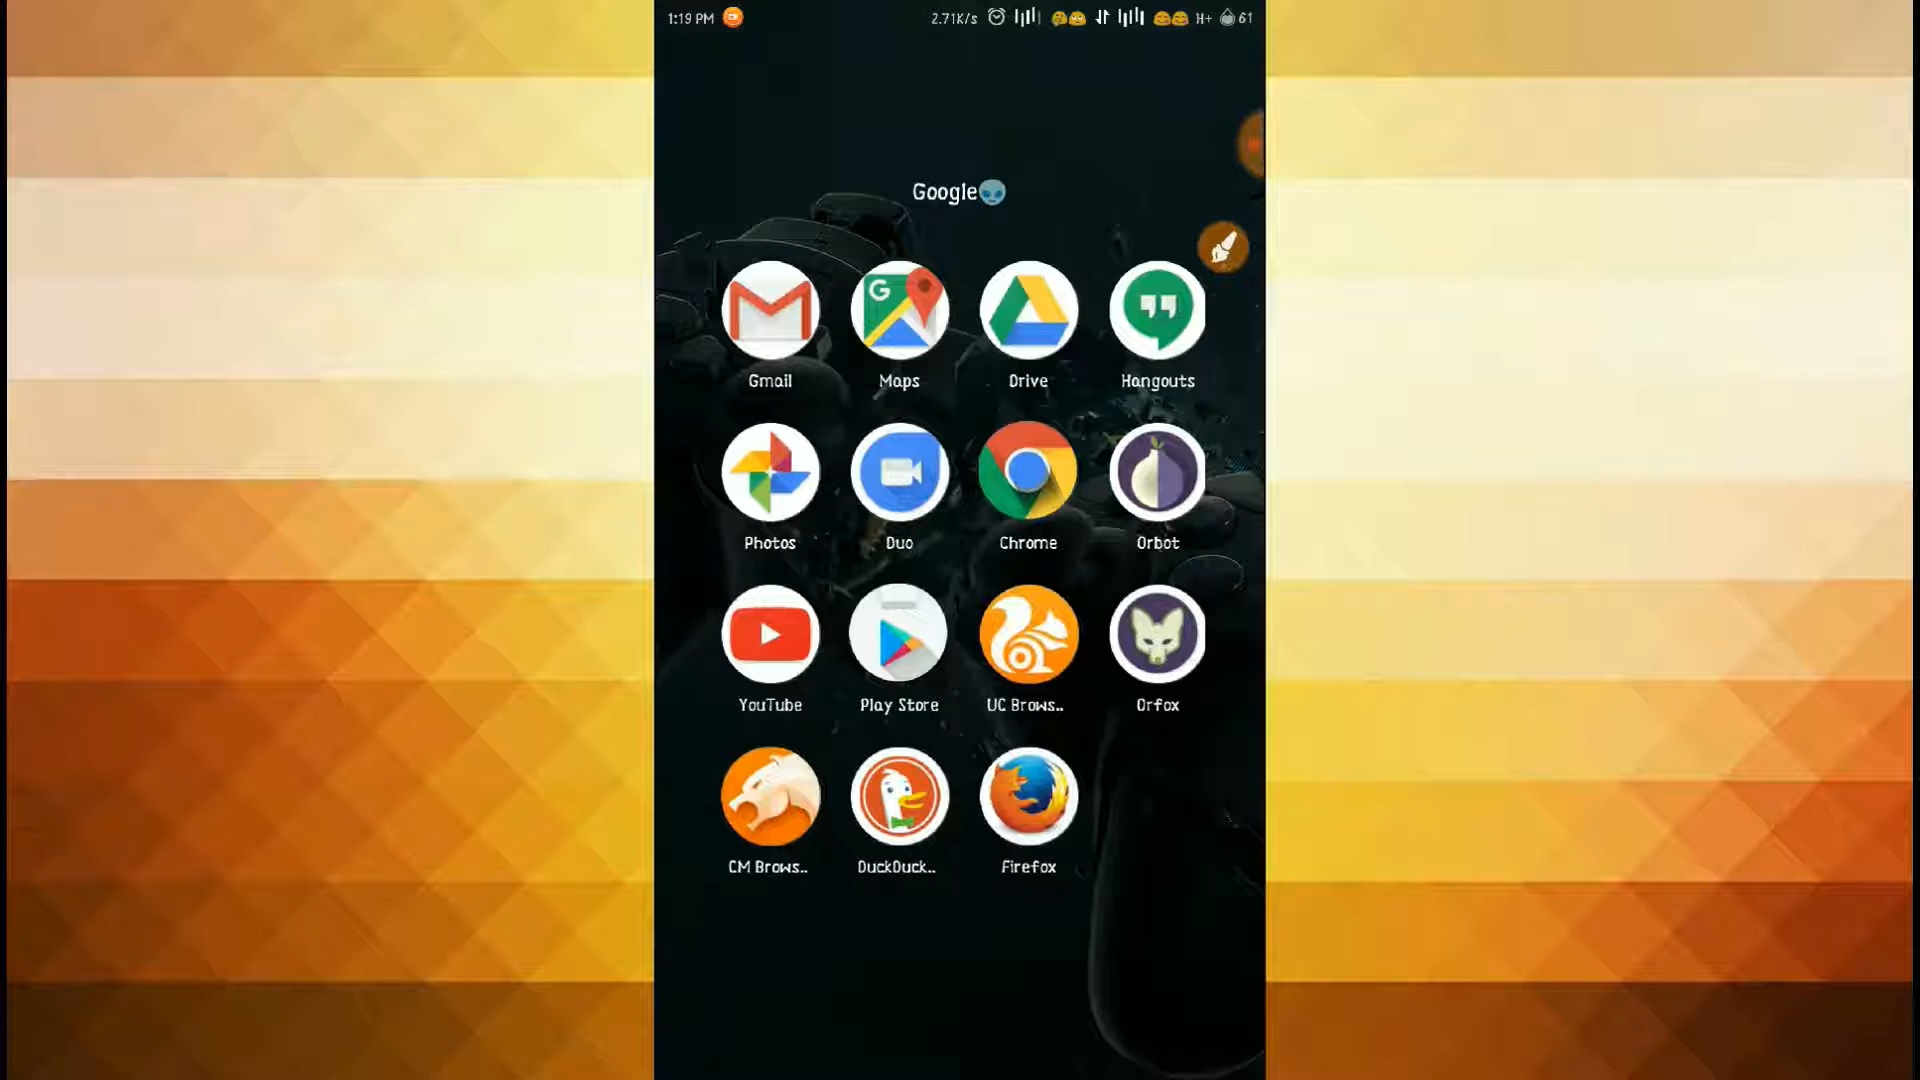 1:19 PM 2.71K/s H+ 61
Google
G
Gmail Maps Drive Hangouts
Photos Duo Chrome Orbot
YouTube Play Store UC Brows.. Orfox
CM Brows.. DuckDuck.. Firefox